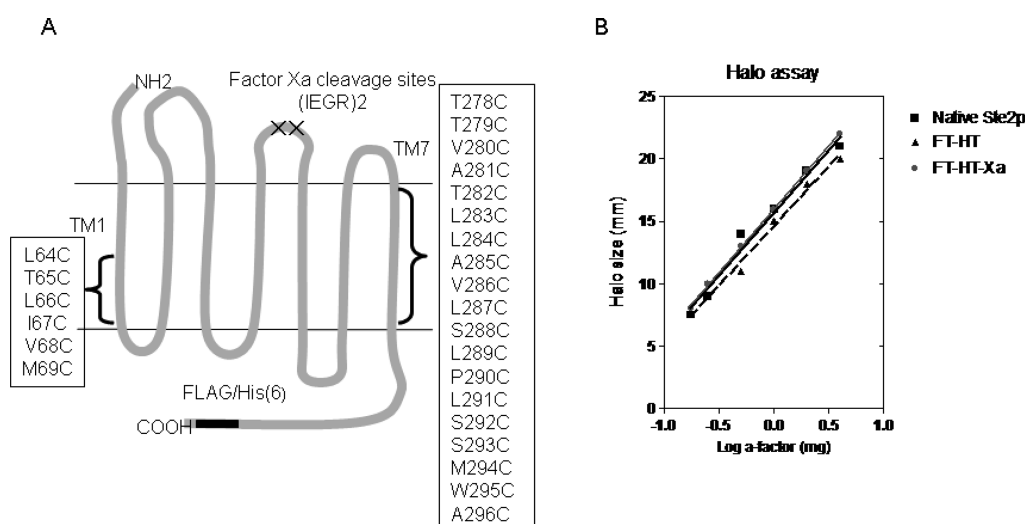 A
NH2
Factor Xa cleavage sites
(IEGR)2
TM7
TM1
L64C
T65C
L66C
I67C
V68C
M69C
FLAG/His(6)
COOH
T278C
T279C
V280C
A281C
T282C
L283C
L284C
A285C
V286C
L287C
S288C
L289C
P290C
L291C
S292C
S293C
M294C
W295C
A296C
B
Halo assay
Halo size (mm)
25
20
15
10
5
0
-1.0
-0.5
0.0
0.5
1.0
Log a-factor (mg)
Native Ste2p
FT-HT
FT-HT-Xa